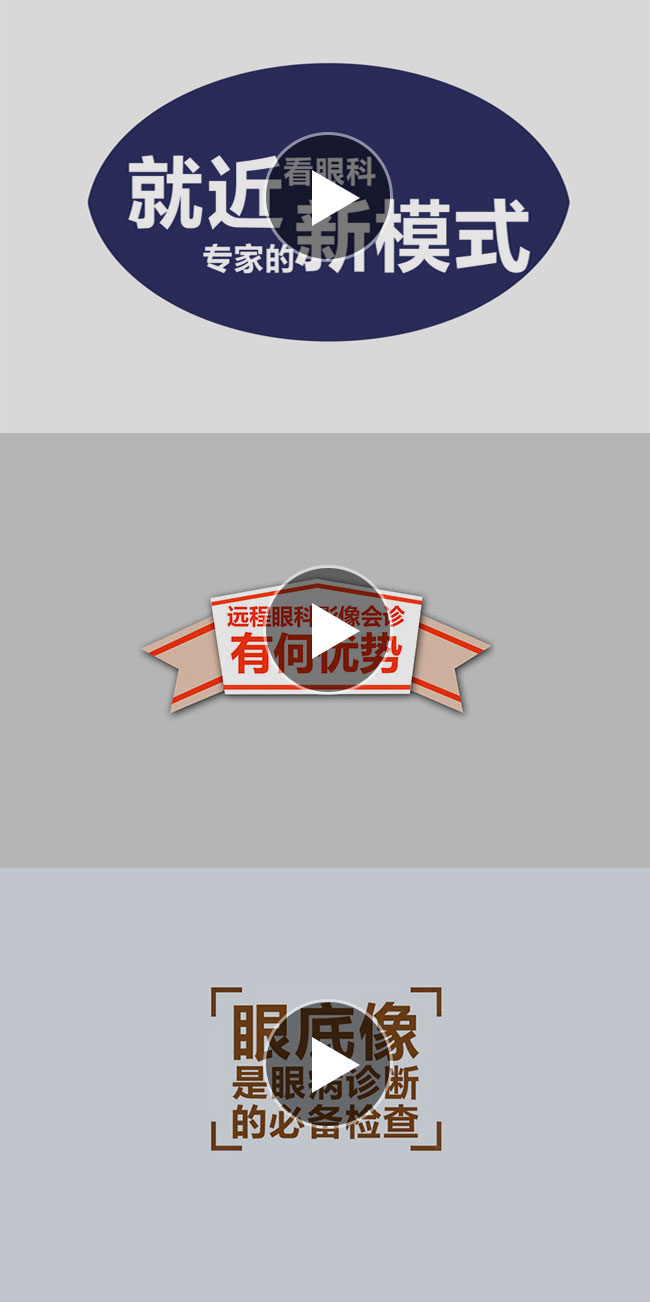 就近看眼科
专家的新模式
远程眼科影像会诊
有何优势
眼底像
是眼病诊断
的必备检查